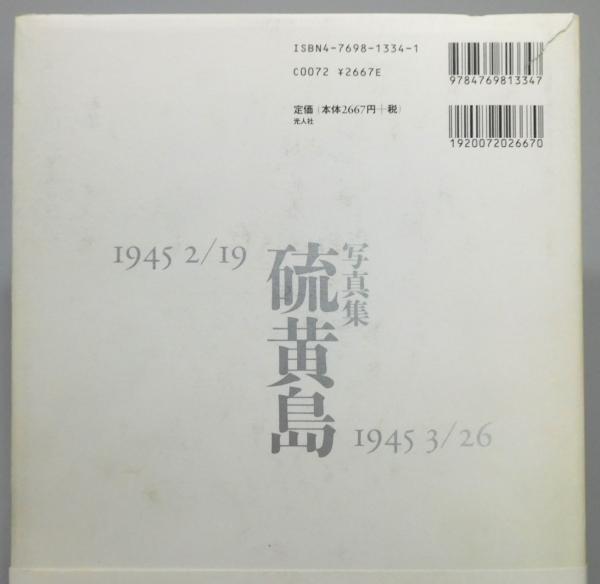 ISBN4-7698-1334-1
C0072 ¥2667E
定価(本体2667円+税)
光人社
9784769813347
1920072026670
1945 2/19
写真集
硫黄島
1945 3/26